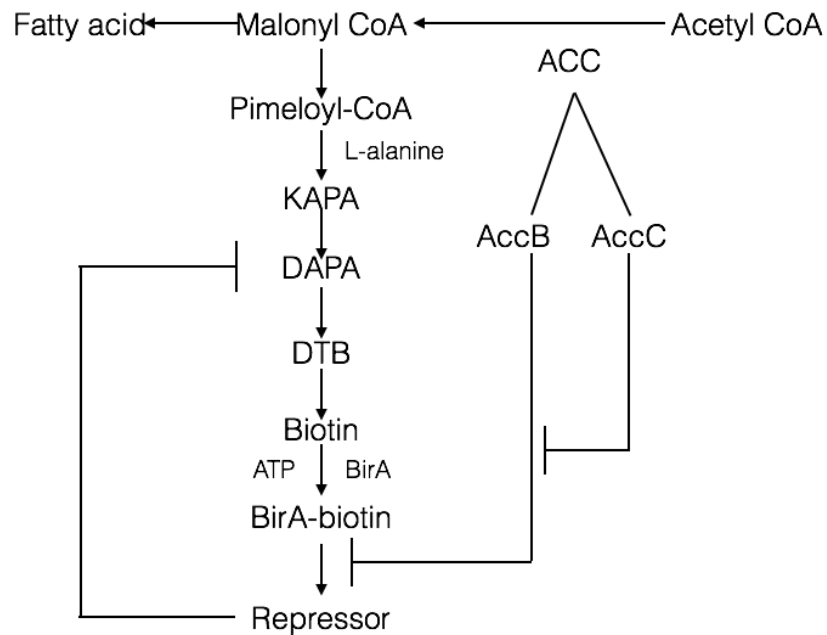 Fatty acid Malonyl CoA Acetyl CoA
ACC
Pimeloyl-CoA
L-alanine
KAPA
AccB AccC
DAPA
DTB
Biotin
ATP BirA
BirA-biotin
Repressor